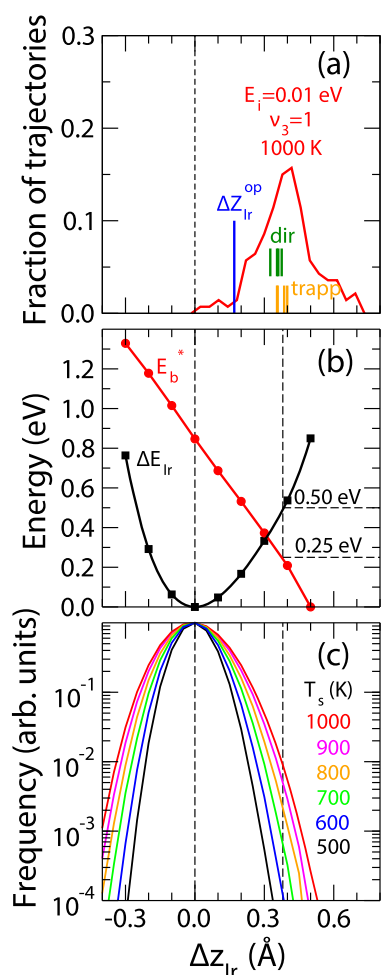 Fraction of trajectories
0.3
0.2
0.1
0.0
(a)
E_i=0.01 eV
ν_3=1
1000 K
ΔZ_Ir^op
dir
trapp
Energy (eV)
1.2
1.0
0.8
0.6
0.4
0.2
0.0
(b)
E_b^*
ΔE_Ir
0.50 eV
0.25 eV
Frequency (arb. units)
10^-1
10^-2
10^-3
10^-4
(c)
T_s (K)
1000
900
800
700
600
500
-0.3 0.0 0.3 0.6
Δz_Ir (Å)